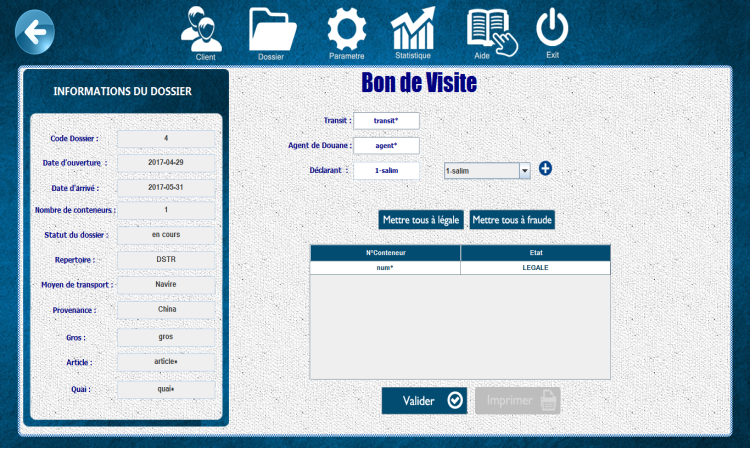 Client Dossier Parametre Statistique Aide Exit
Bon de Visite
INFORMATIONS DU DOSSIER
Code Dossier : 4
Date d'ouverture : 2017-04-29
Date d'arrivé : 2017-05-31
Nombre de conteneurs : 1
Statut du dossier : en cours
Repertoire : DSTR
Moyen de transport : Navire
Provenance : China
Gros : gros
Article : article*
Quai : quai*
Transit : transit*
Agent de Douane : agent*
Déclarant : 1-salim 1-salim
Mettre tous à légale Mettre tous à fraude
N°Conteneur Etat
num* LEGALE
Valider Imprimer